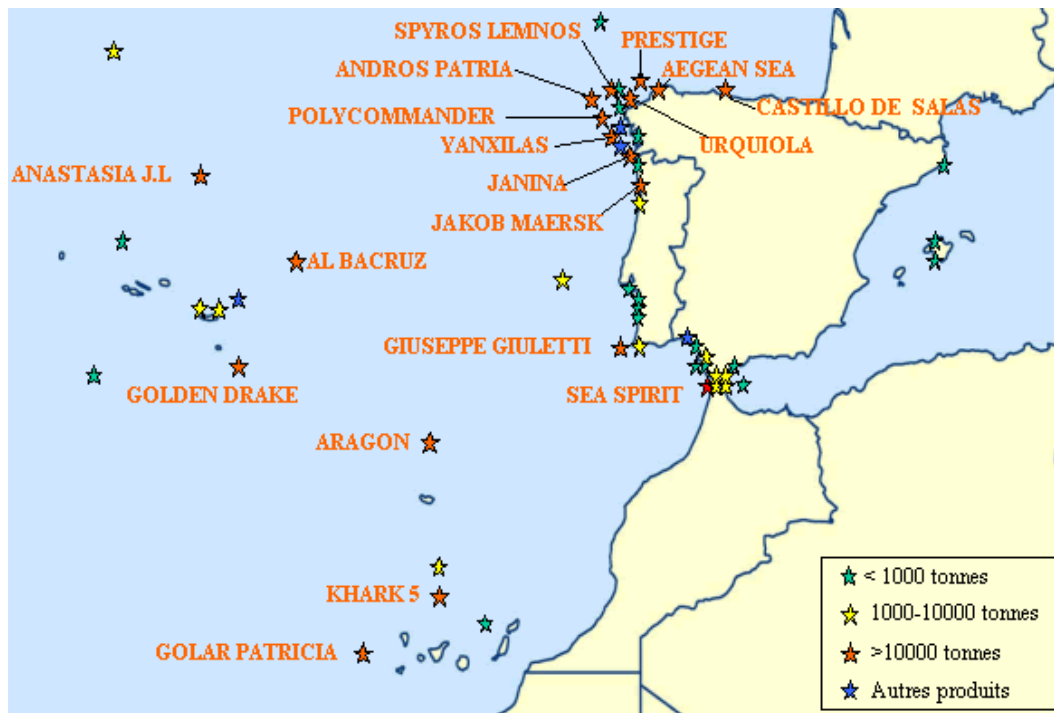 SPYROS LEMNOS
PRESTIGE
ANDROS PATRIA
AEGEAN SEA
CASTILLO DE SALAS
POLYCOMMANDER
YANXILAS
URQUIOLA
ANASTASIA J.L
JANINA
JAKOB MAERSK
AL BACRUZ
GIUSEPPE GIULETTI
GOLDEN DRAKE
SEA SPIRIT
ARAGON
KHARK 5
GOLAR PATRICIA
< 1000 tonnes
1000-10000 tonnes
>10000 tonnes
Autres produits